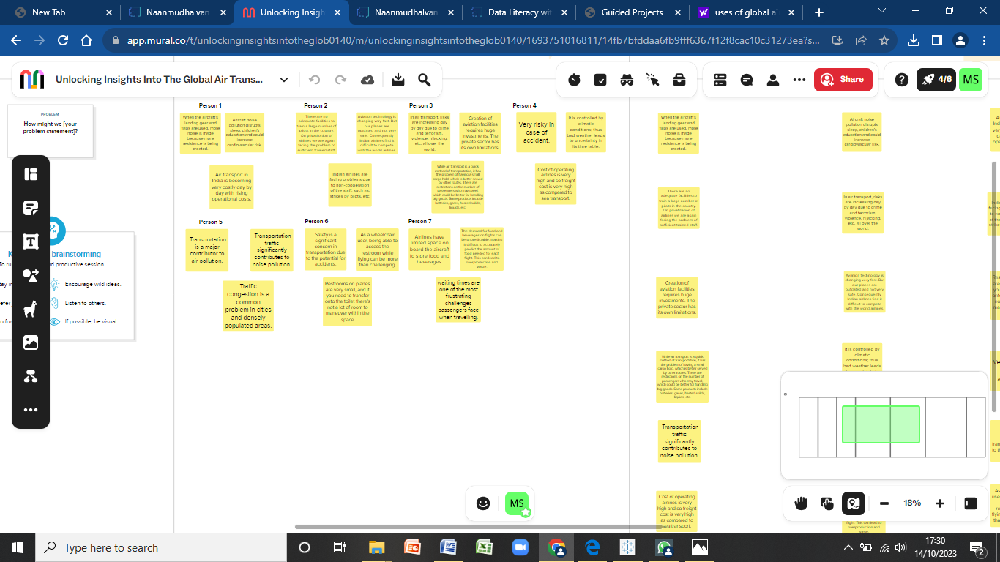 New Tab
Naanmudhalvan
Unlocking Insigh
Naanmudhalvan
Data Literacy wit
Guided Projects
uses of global ai
app.mural.co/t/unlockinginsightsintotheglob0140/m/unlockinginsightsintotheglob0140/1693751016811/14fb7bfddaa6fb9fff6367f12f8cac10c31273ea?s...
Unlocking Insights Into The Global Air Trans...
Share
4/6
MS
PROBLEM
How might we [your
problem statement]?
brainstorming
and productive session
Encourage wild ideas.
Listen to others.
If possible, be visual.
Person 1
When the aircraft's
landing gear and
flaps are used, more
noise is made
because more
resistance is being
created.
Aircraft noise
pollution disrupts
sleep, children's
education and could
increase
cardiovascular risk.
Air transport in
India is becoming
very costly day by
day with rising
operational costs.
Person 2
There are no
adequate facilities to
train a large number of
pilots in the country.
On privatization of
airlines we are again
facing the problem of
sufficient trained staff.
Aviation technology is
changing very fast. But
our planes are
outdated and not very
safe. Consequently
Indian airlines find it
difficult to compete
with the world airlines.
Indian airlines are
facing problems due
to non-cooperation
of the staff, such as,
strikes by pilots, etc.
Person 3
In air transport, risks
are increasing day
by day due to crime
and terrorism,
violence, hijacking,
etc. all over the
world.
Creation of
aviation facilities
requires huge
investments. The
private sector has
its own limitations.
While air transport is a quick
method of transportation, it has
the problem of having a small
cargo hold, which is better served
by other routes. There are
restrictions on the number of
passengers who may travel,
which could be better for handling
big goods. Some products include
batteries, gases, heated solids,
liquids, etc.
Person 4
Very risky in
case of
accident.
It is controlled by
climatic
conditions; thus
bad weather leads
to uncertainty in
its time table.
Cost of operating
airlines is very
high and so freight
cost is very high
as compared to
sea transport.
Person 5
Transportation
is a major
contributor to
air pollution.
Transportation
traffic
significantly
contributes to
noise pollution.
Traffic
congestion is a
common
problem in cities
and densely
populated areas.
Person 6
Safety is a
significant
concern in
transportation due
to the potential for
accidents.
As a wheelchair
user, being able to
access the
restroom while
flying can be more
than challenging.
Restrooms on planes
are very small, and if
you need to transfer
onto the toilet there's
not a lot of room to
maneuver within the
space
Person 7
Airlines have
limited space on
board the aircraft
to store food and
beverages.
The demand for food and
beverages on flights can
be unpredictable, making
it difficult to accurately
predict the amount of
food needed for each
flight. This can lead to
overproduction and
waste.
waiting times are
one of the most
frustrating
challenges
passengers face
when travelling.
When the aircraft's
landing gear and
flaps are used, more
noise is made
because more
resistance is being
created.
There are no
adequate facilities to
train a large number of
pilots in the country.
On privatization of
airlines we are again
facing the problem of
sufficient trained staff.
Creation of
aviation facilities
requires huge
investments. The
private sector has
its own limitations.
While air transport is a quick
method of transportation, it has
the problem of having a small
cargo hold, which is better served
by other routes. There are
restrictions on the number of
passengers who may travel,
which could be better for handling
big goods. Some products include
batteries, gases, heated solids,
liquids, etc.
Transportation
traffic
significantly
contributes to
noise pollution.
Cost of operating
airlines is very
high and so freight
cost is very high
as compared to
sea transport.
Aircraft noise
pollution disrupts
sleep, children's
education and could
increase
cardiovascular risk.
In air transport, risks
are increasing day
by day due to crime
and terrorism,
violence, hijacking,
etc. all over the
world.
Aviation technology is
changing very fast. But
our planes are
outdated and not very
safe. Consequently
Indian airlines find it
difficult to compete
with the world airlines.
It is controlled by
climatic
conditions; thus
bad weather leads
flight. This can lead to
overproduction and
waste.
MS
18%
Type here to search
17:30
14/10/2023
2